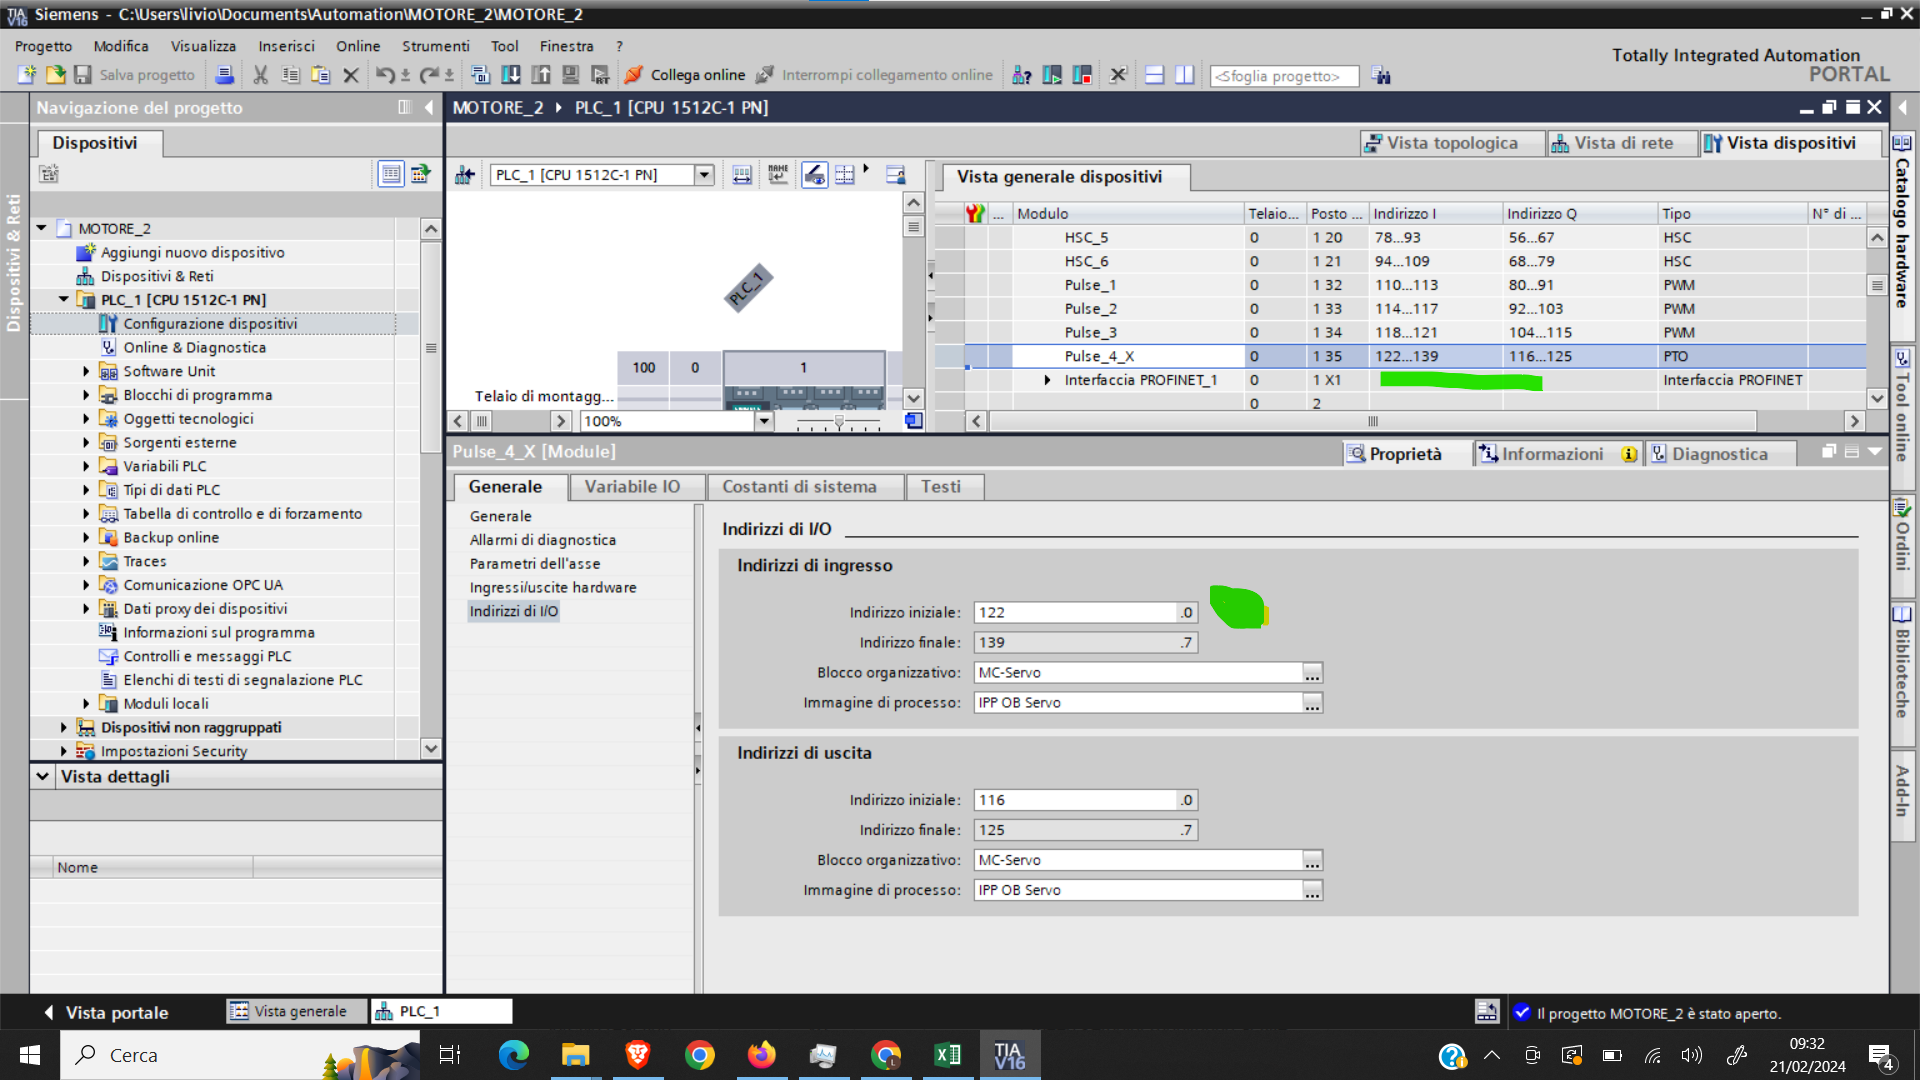 Siemens - C:\Users\livio\Documents\Automation\MOTORE_2\MOTORE_2
Progetto Modifica Visualizza Inserisci Online Strumenti Tool Finestra ?
Totally Integrated Automation
PORTAL
Salva progetto Collega online Interrompi collegamento online <Sfoglia progetto>
Navigazione del progetto
MOTORE_2 PLC_1 [CPU 1512C-1 PN]
Dispositivi
Vista topologica Vista di rete Vista dispositivi
PLC_1 [CPU 1512C-1 PN]
Vista generale dispositivi
Dispositivi & Reti
MOTORE_2
Aggiungi nuovo dispositivo
Dispositivi & Reti
PLC_1 [CPU 1512C-1 PN]
Configurazione dispositivi
Online & Diagnostica
Software Unit
Blocchi di programma
Oggetti tecnologici
Sorgenti esterne
Variabili PLC
Tipi di dati PLC
Tabella di controllo e di forzamento
Backup online
Traces
Comunicazione OPC UA
Dati proxy dei dispositivi
Informazioni sul programma
Controlli e messaggi PLC
Elenchi di testi di segnalazione PLC
Moduli locali
Dispositivi non raggruppati
Impostazioni Security
Vista dettagli
Nome
PLC_1
100 0 1
Telaio di montagg...
100%
... Modulo Telaio... Posto ... Indirizzo I Indirizzo Q Tipo N° di ...
HSC_5 0 1 20 78...93 56...67 HSC
HSC_6 0 1 21 94...109 68...79 HSC
Pulse_1 0 1 32 110...113 80...91 PWM
Pulse_2 0 1 33 114...117 92...103 PWM
Pulse_3 0 1 34 118...121 104...115 PWM
Pulse_4_X 0 1 35 122...139 116...125 PTO
Interfaccia PROFINET_1 0 1 X1 Interfaccia PROFINET
0 2
Pulse_4_X [Module]
Proprietà Informazioni Diagnostica
Generale Variabile IO Costanti di sistema Testi
Generale
Allarmi di diagnostica
Parametri dell'asse
Ingressi/uscite hardware
Indirizzi di I/O
Indirizzi di I/O
Indirizzi di ingresso
Indirizzo iniziale: 122 .0
Indirizzo finale: 139 .7
Blocco organizzativo: MC-Servo ...
Immagine di processo: IPP OB Servo ...
Indirizzi di uscita
Indirizzo iniziale: 116 .0
Indirizzo finale: 125 .7
Blocco organizzativo: MC-Servo ...
Immagine di processo: IPP OB Servo ...
Catalogo hardware
Tool online
Ordini
Biblioteche
Add-In
Vista portale Vista generale PLC_1
Il progetto MOTORE_2 è stato aperto.
Cerca
TIA
V16
09:32
21/02/2024
4